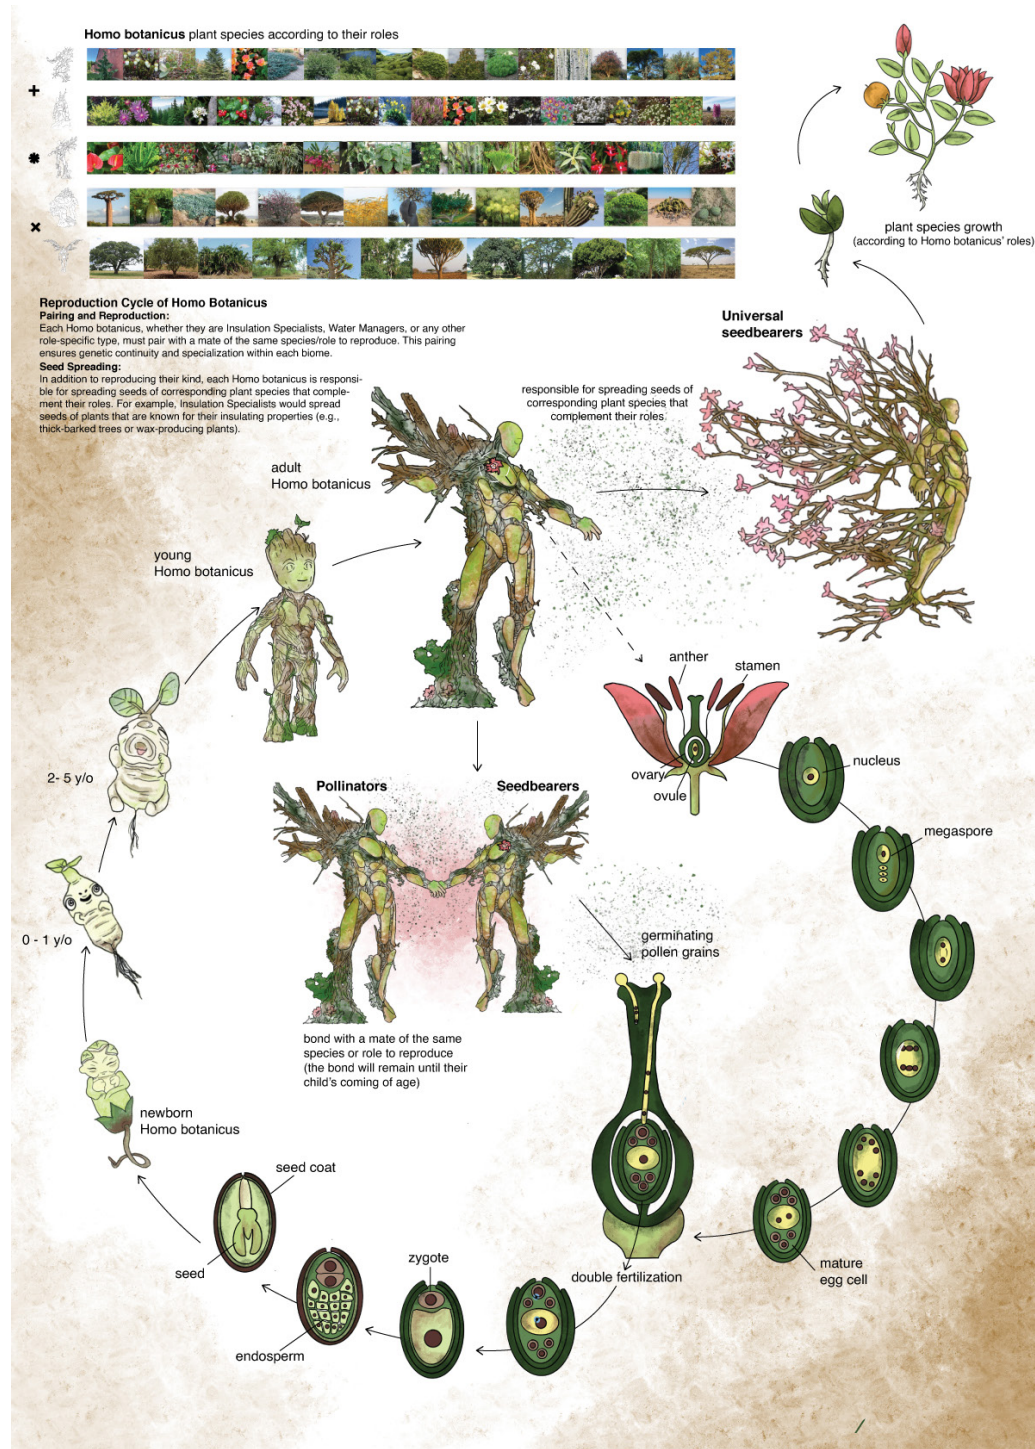 Homo botanicus plant species according to their roles
+
*
×
plant species growth
(according to Homo botanicus' roles)
Reproduction Cycle of Homo Botanicus
Pairing and Reproduction:
Each Homo botanicus, whether they are Insulation Specialists, Water Managers, or any other
role-specific type, must pair with a mate of the same species/role to reproduce. This pairing
ensures genetic continuity and specialization within each biome.
Seed Spreading:
In addition to reproducing their kind, each Homo botanicus is responsi-
ble for spreading seeds of corresponding plant species that comple-
ment their roles. For example, Insulation Specialists would spread
seeds of plants that are known for their insulating properties (e.g.,
thick-barked trees or wax-producing plants).
Universal
seedbearers
responsible for spreading seeds of
corresponding plant species that
complement their roles
adult
Homo botanicus
young
Homo botanicus
2- 5 y/o
0 - 1 y/o
newborn
Homo botanicus
anther
stamen
ovary
ovule
nucleus
megaspore
Pollinators
Seedbearers
bond with a mate of the same
species or role to reproduce
(the bond will remain until their
child's coming of age)
germinating
pollen grains
mature
egg cell
double fertilization
zygote
endosperm
seed coat
seed